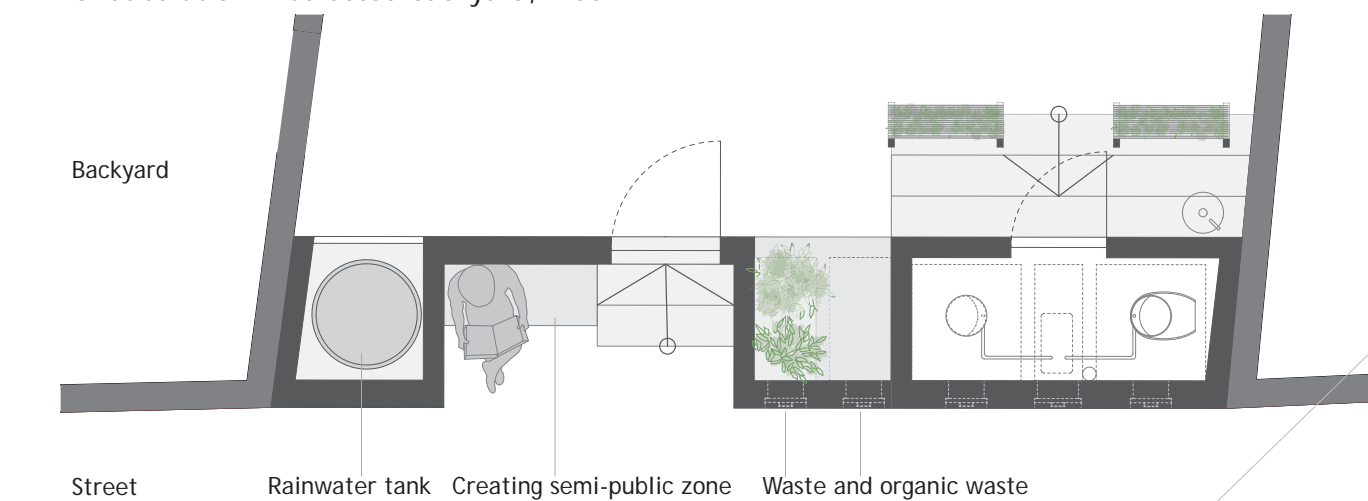 Backyard
Street
Rainwater tank
Creating semi-public zone
Waste and organic waste